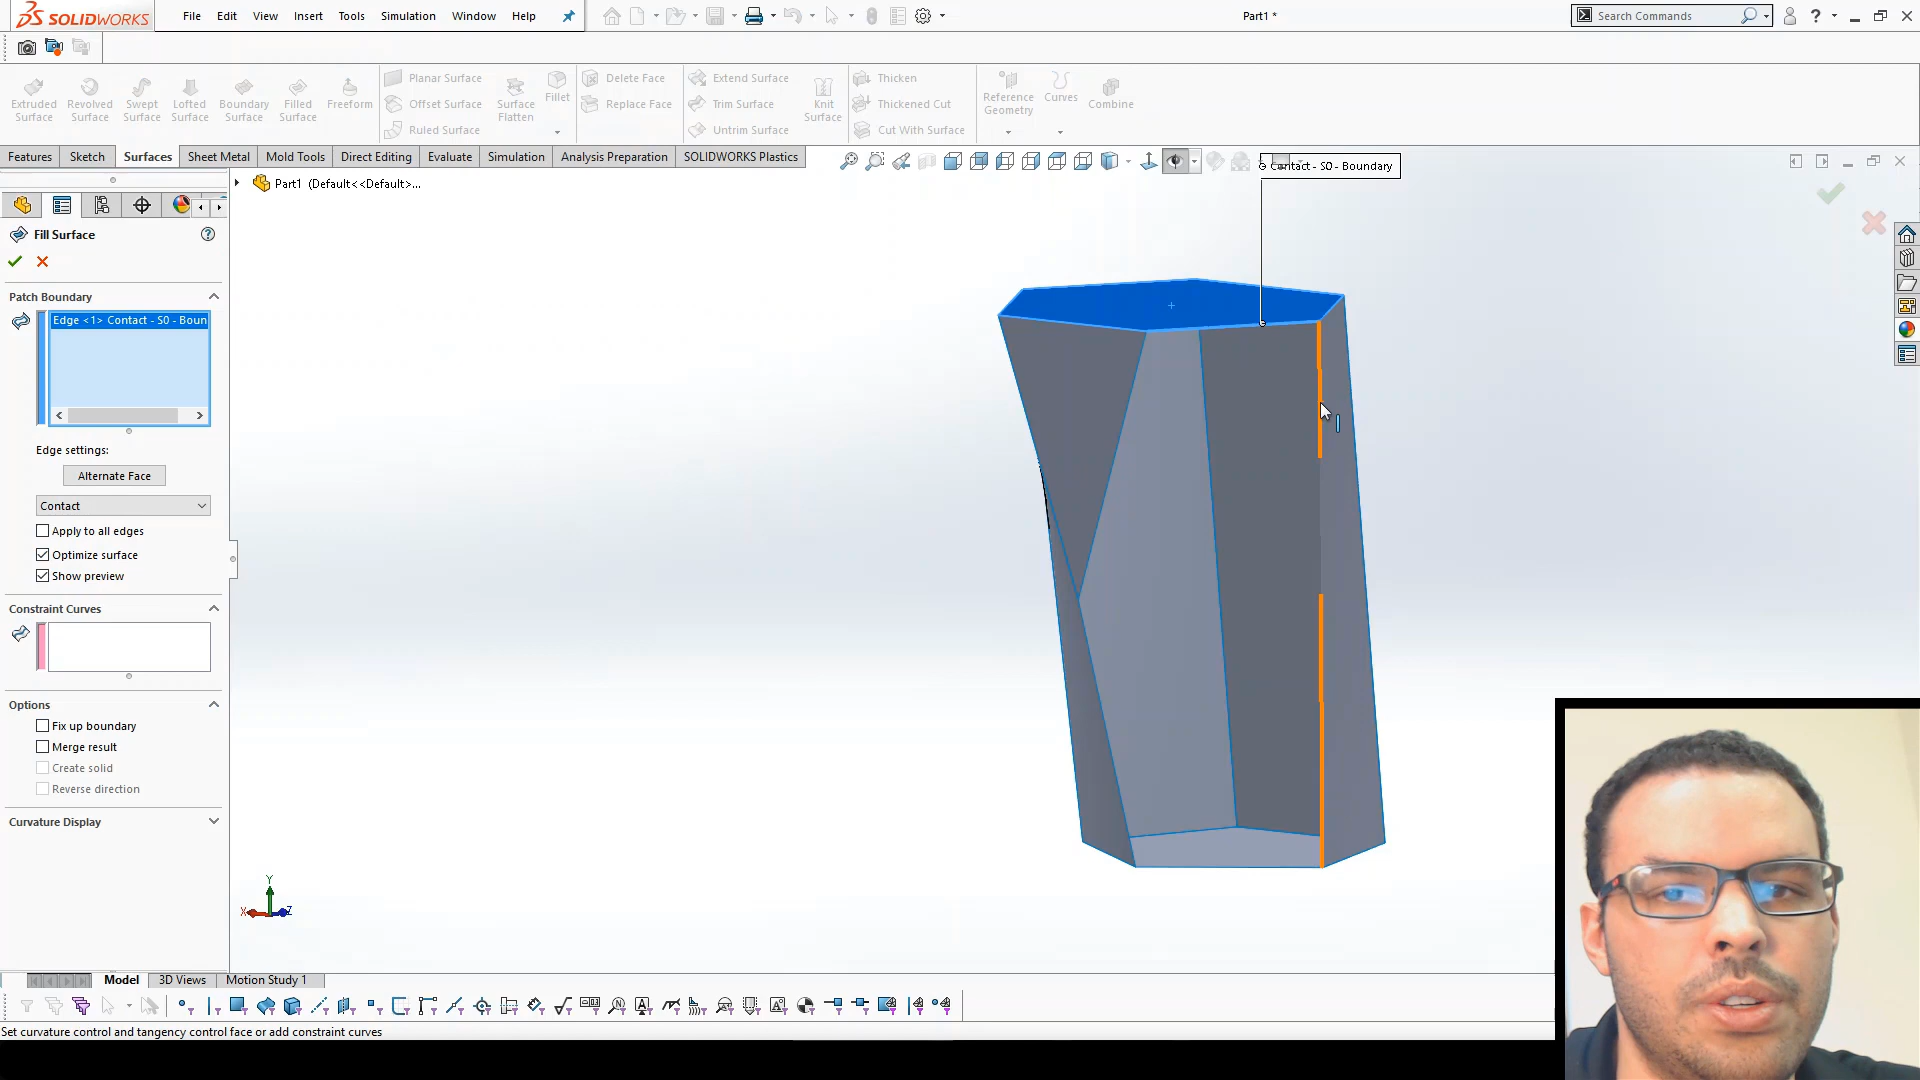 SOLIDWORKS
File Edit View Insert Tools Simulation Window Help
Part1 *
Search Commands
Extruded Surface
Revolved Surface
Swept Surface
Lofted Surface
Boundary Surface
Filled Surface
Freeform
Planar Surface
Offset Surface
Ruled Surface
Surface Flatten
Fillet
Delete Face
Replace Face
Extend Surface
Trim Surface
Untrim Surface
Knit Surface
Thicken
Thickened Cut
Cut With Surface
Reference Geometry
Curves
Combine
Features Sketch Surfaces Sheet Metal Mold Tools Direct Editing Evaluate Simulation Analysis Preparation SOLIDWORKS Plastics
Contact - S0 - Boundary
Part1 (Default<<Default>...
Fill Surface
Patch Boundary
Edge <1> Contact - S0 - Boun
Edge settings:
Alternate Face
Contact
Apply to all edges
Optimize surface
Show preview
Constraint Curves
Options
Fix up boundary
Merge result
Create solid
Reverse direction
Curvature Display
Y
X
Z
Model 3D Views Motion Study 1
Set curvature control and tangency control face or add constraint curves